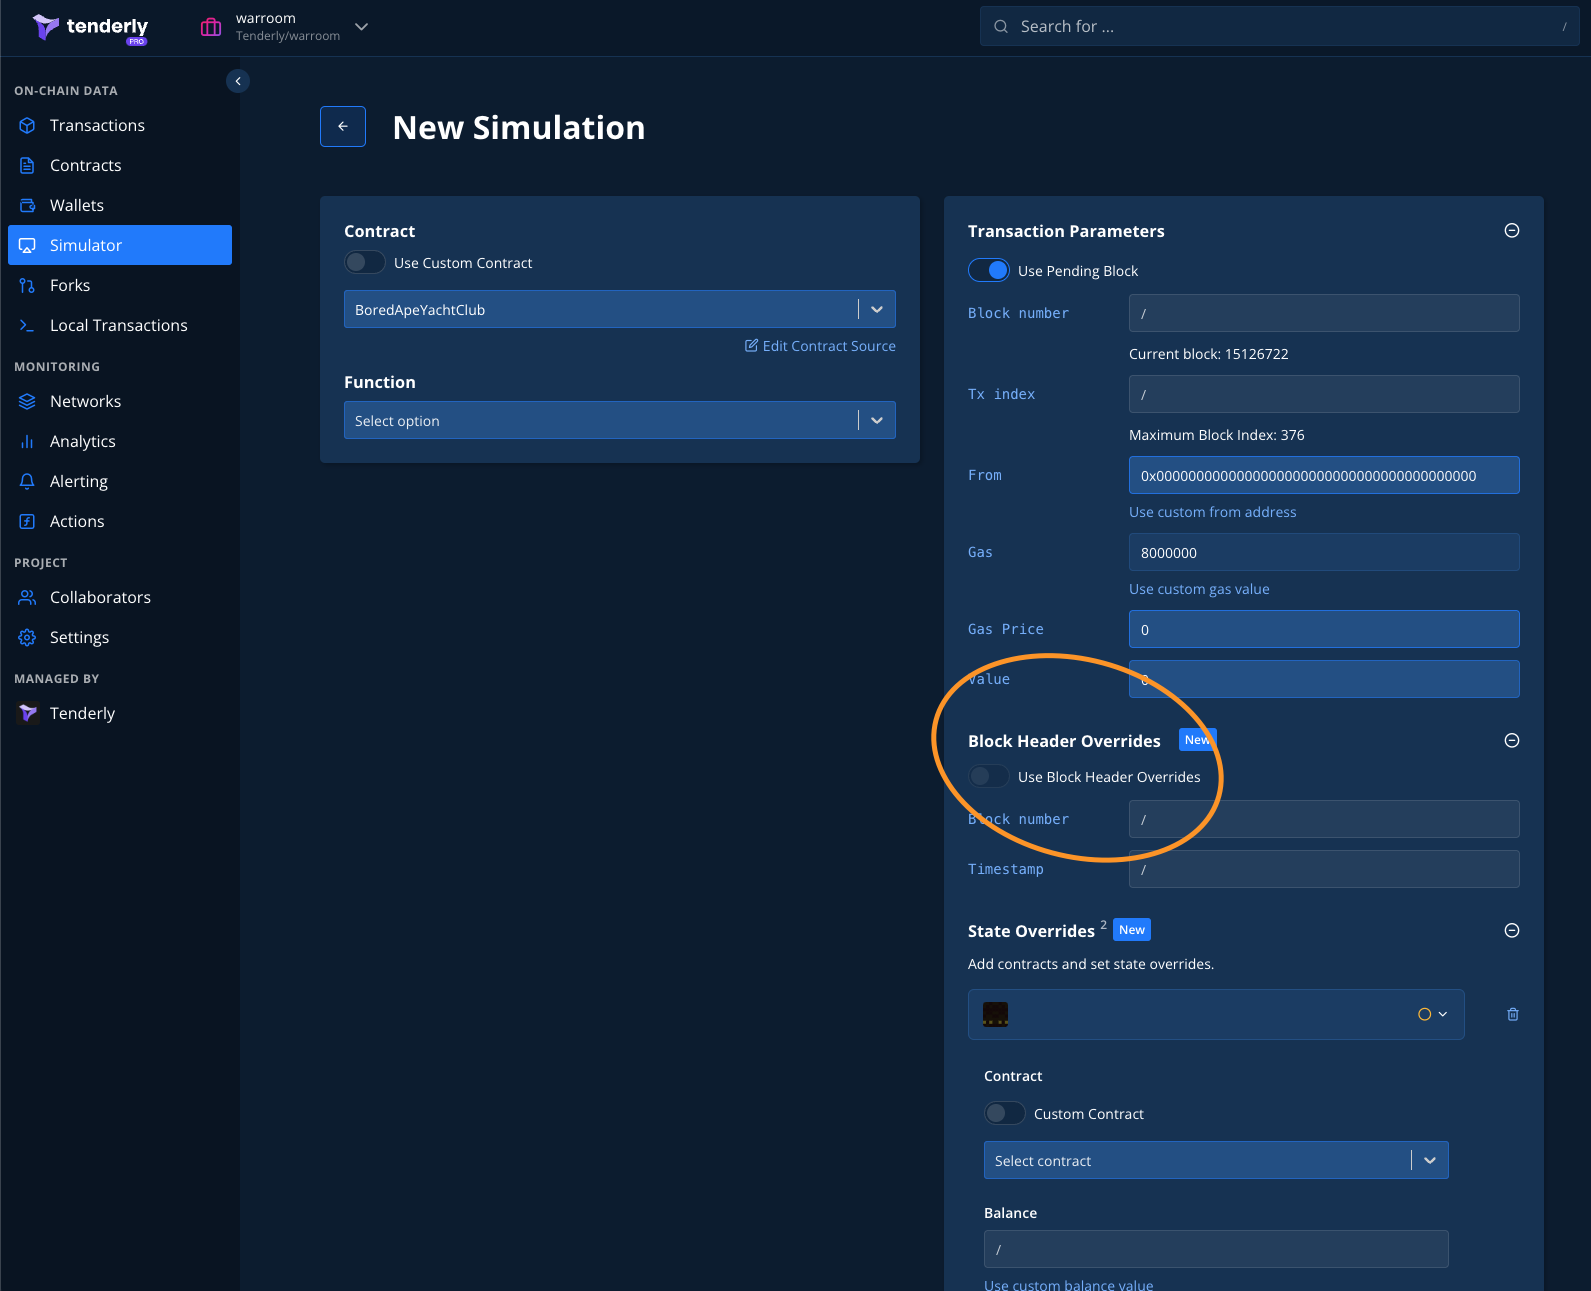 tenderly
PRO
warroom
Tenderly/warroom
Search for ...
/
ON-CHAIN DATA
Transactions
Contracts
Wallets
Simulator
Forks
Local Transactions
MONITORING
Networks
Analytics
Alerting
Actions
PROJECT
Collaborators
Settings
MANAGED BY
Tenderly
New Simulation
Contract
Use Custom Contract
BoredApeYachtClub
Edit Contract Source
Function
Select option
Transaction Parameters
Use Pending Block
Block number
/
Current block: 15126722
Tx index
/
Maximum Block Index: 376
From
0x0000000000000000000000000000000000000000
Use custom from address
Gas
8000000
Use custom gas value
Gas Price
0
Value
0
Block Header Overrides New
Use Block Header Overrides
Block number
/
Timestamp
/
State Overrides 2 New
Add contracts and set state overrides.
Contract
Custom Contract
Select contract
Balance
/
Use custom balance value